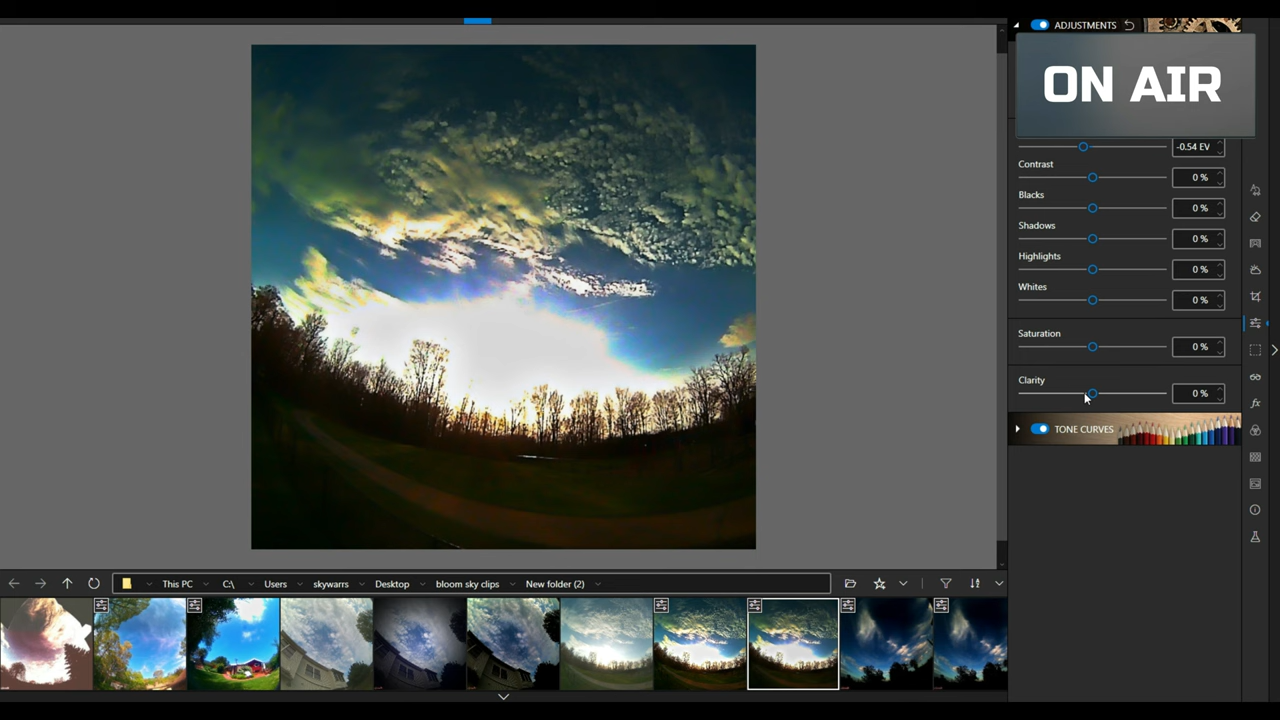 ADJUSTMENTS
ON AIR
-0.54 EV
Contrast
0 %
Blacks
0 %
Shadows
0 %
Highlights
0 %
Whites
0 %
Saturation
0 %
Clarity
0 %
TONE CURVES
This PC
C:\
Users
skywarrs
Desktop
bloom sky clips
New folder (2)